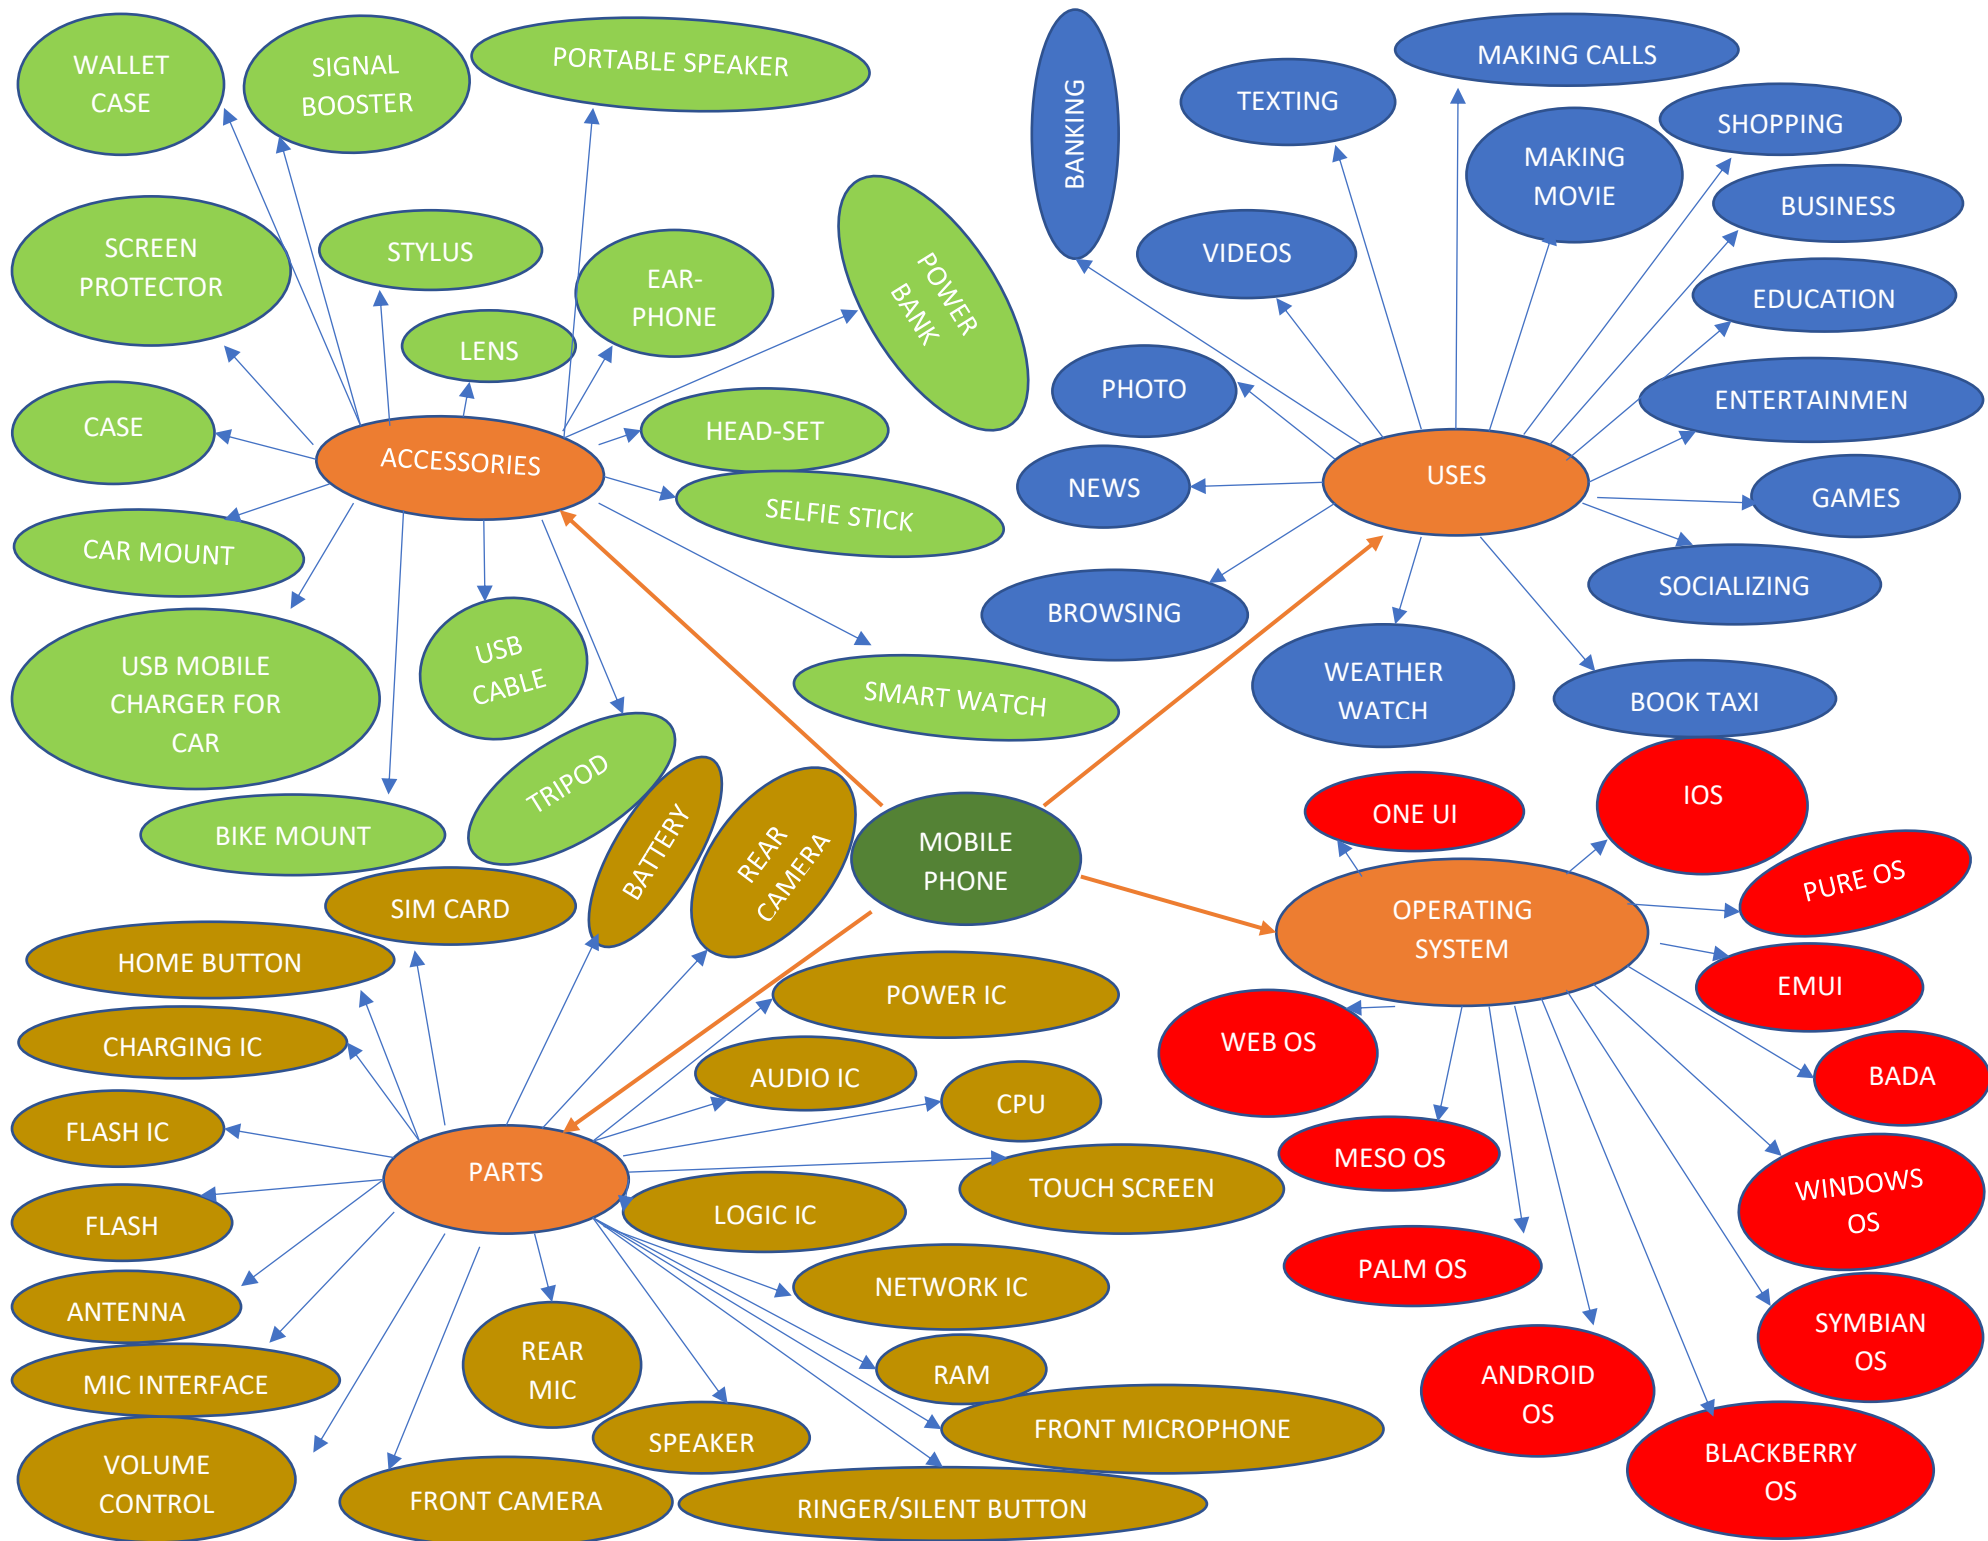 WALLET
CASE
SIGNAL
BOOSTER
PORTABLE SPEAKER
SCREEN
PROTECTOR
STYLUS
EAR-
PHONE
POWER
BANK
LENS
CASE
HEAD-SET
ACCESSORIES
SELFIE STICK
CAR MOUNT
USB MOBILE
CHARGER FOR
CAR
USB
CABLE
SMART WATCH
TRIPOD
BIKE MOUNT
BANKING
TEXTING
MAKING CALLS
MAKING
MOVIE
SHOPPING
BUSINESS
VIDEOS
EDUCATION
PHOTO
ENTERTAINMEN
NEWS
USES
GAMES
BROWSING
SOCIALIZING
WEATHER
WATCH
BOOK TAXI
MOBILE
PHONE
BATTERY
REAR
CAMERA
SIM CARD
HOME BUTTON
CHARGING IC
FLASH IC
FLASH
ANTENNA
MIC INTERFACE
VOLUME
CONTROL
PARTS
POWER IC
AUDIO IC
CPU
TOUCH SCREEN
LOGIC IC
NETWORK IC
REAR
MIC
RAM
SPEAKER
FRONT MICROPHONE
FRONT CAMERA
RINGER/SILENT BUTTON
ONE UI
IOS
PURE OS
OPERATING
SYSTEM
EMUI
WEB OS
BADA
MESO OS
WINDOWS
OS
PALM OS
SYMBIAN
OS
ANDROID
OS
BLACKBERRY
OS